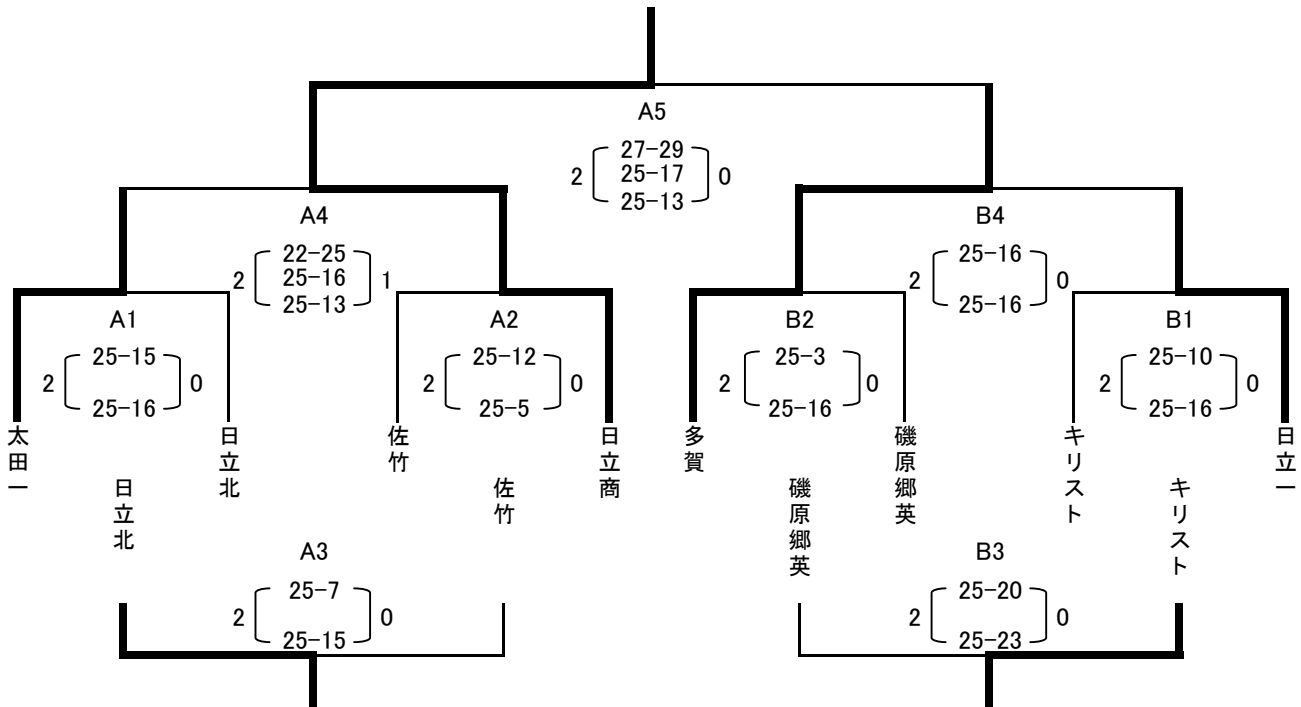 A5
27-29
2 25-17 0
25-13
A4
22-25
2 25-16 1
25-13
B4
25-16
2 0
25-16
A1
25-15
2 0
25-16
A2
25-12
2 0
25-5
B2
25-3
2 0
25-16
B1
25-10
2 0
25-16
太田一
日立北
佐竹
日立商
多賀
磯原郷英
キリスト
日立一
日立北
佐竹
磯原郷英
キリスト
A3
25-7
2 0
25-15
B3
25-20
2 0
25-23